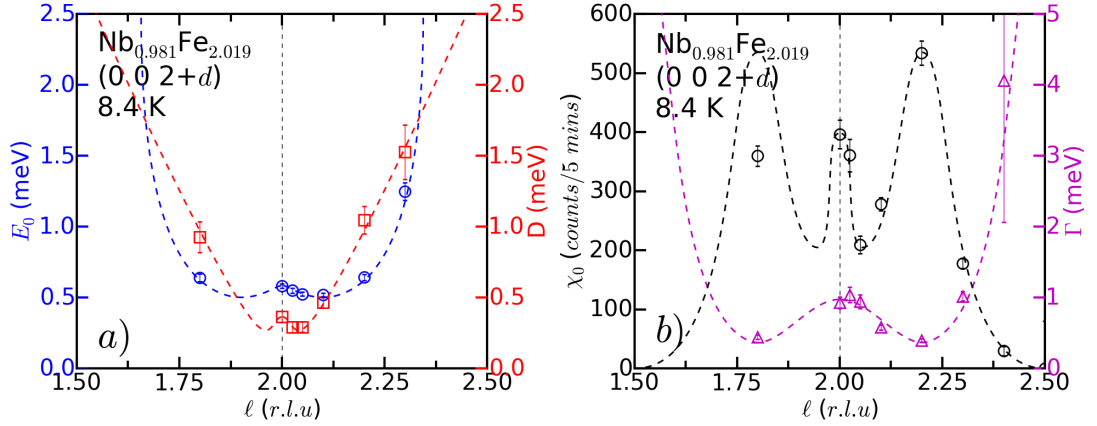 2.5
2.0
1.5
1.0
0.5
0.0
E₀ (meV)
Nb₀.₉₈₁Fe₂.₀₁₉
(0 0 2+d)
8.4 K
a)
2.5
2.0
1.5
1.0
0.5
0.0
D (meV)
1.50 1.75 2.00 2.25 2.50
ℓ (r.l.u)
600
500
400
300
200
100
0
χ₀ (counts/5 mins)
Nb₀.₉₈₁Fe₂.₀₁₉
(0 0 2+d)
8.4 K
b)
5
4
3
2
1
0
Γ (meV)
1.50 1.75 2.00 2.25 2.50
ℓ (r.l.u)